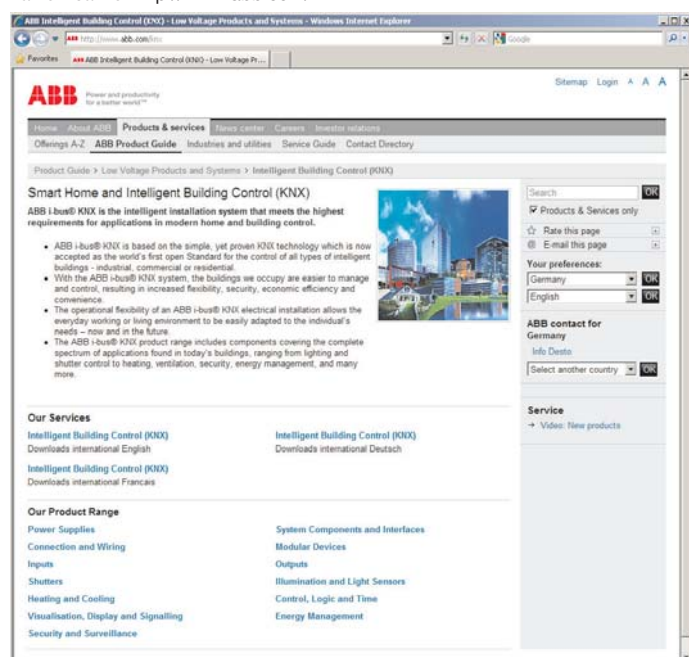 ABB Intelligent Building Control (KNX) - Low Voltage Products and Systems - Windows Internet Explorer
http://www.abb.com/knx
Google
Favorites
ABB Intelligent Building Control (KNX) - Low Voltage Pr...
Sitemap Login A A A
ABB
Power and productivity
for a better world™
Home About ABB Products & services News center Careers Investor relations
Offerings A-Z ABB Product Guide Industries and utilities Service Guide Contact Directory
Product Guide > Low Voltage Products and Systems > Intelligent Building Control (KNX)
Smart Home and Intelligent Building Control (KNX)
ABB i-bus® KNX is the intelligent installation system that meets the highest
requirements for applications in modern home and building control.
• ABB i-bus® KNX is based on the simple, yet proven KNX technology which is now
accepted as the world's first open Standard for the control of all types of intelligent
buildings - industrial, commercial or residential.
• With the ABB i-bus® KNX system, the buildings we occupy are easier to manage
and control, resulting in increased flexibility, security, economic efficiency and
convenience.
• The operational flexibility of an ABB i-bus® KNX electrical installation allows the
everyday working or living environment to be easily adapted to the individual's
needs – now and in the future.
• The ABB i-bus® KNX product range includes components covering the complete
spectrum of applications found in today's buildings, ranging from lighting and
shutter control to heating, ventilation, security, energy management, and many
more.
Search OK
Products & Services only
Rate this page
@ E-mail this page
Your preferences:
Germany OK
English OK
ABB contact for
Germany
Info Desto
Select another country OK
Service
→ Video: New products
Our Services
Intelligent Building Control (KNX)
Downloads international English
Intelligent Building Control (KNX)
Downloads international Deutsch
Intelligent Building Control (KNX)
Downloads international Francais
Our Product Range
Power Supplies
System Components and Interfaces
Connection and Wiring
Modular Devices
Inputs
Outputs
Shutters
Illumination and Light Sensors
Heating and Cooling
Control, Logic and Time
Visualisation, Display and Signalling
Energy Management
Security and Surveillance